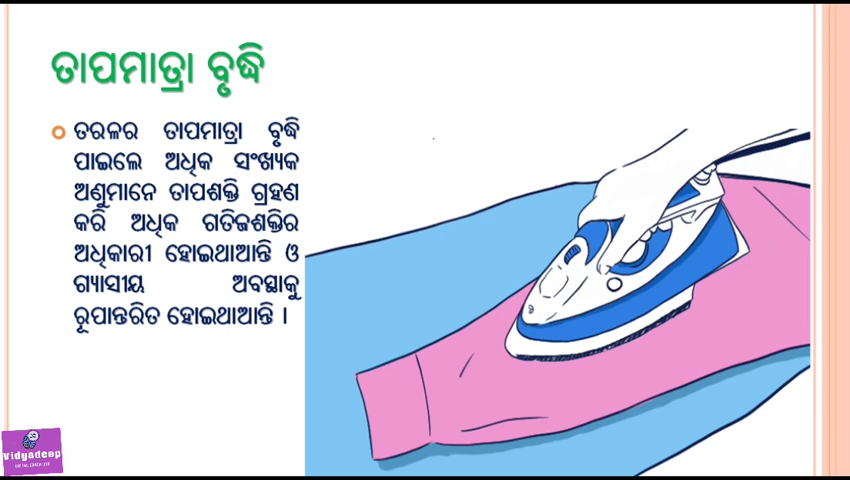 ତାପମାତ୍ରା ବୃଦ୍ଧି
ତରଳର ତାପମାତ୍ରା ବୃଦ୍ଧି
ପାଇଲେ ଅଧିକ ସଂଖ୍ୟକ
ଅଣୁମାନେ ତାପଶକ୍ତି ଗ୍ରହଣ
କରି ଅଧିକ ଗତିଜଶକ୍ତିର
ଅଧିକାରୀ ହୋଇଥାଆନ୍ତି ଓ
ଗ୍ୟାସୀୟ ଅବସ୍ଥାକୁ
ରୂପାନ୍ତରିତ ହୋଇଥାଆନ୍ତି ।
Vidyadeep